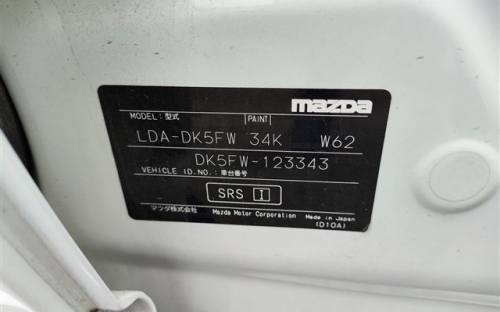 mazda
MODEL: 型式 PAINT
LDA-DK5FW 34K W62
DK5FW-123343
VEHICLE ID.NO.: 車台番号
SRS I
マツダ株式会社 Mazda Motor Corporation Made in Japan
(D10A)